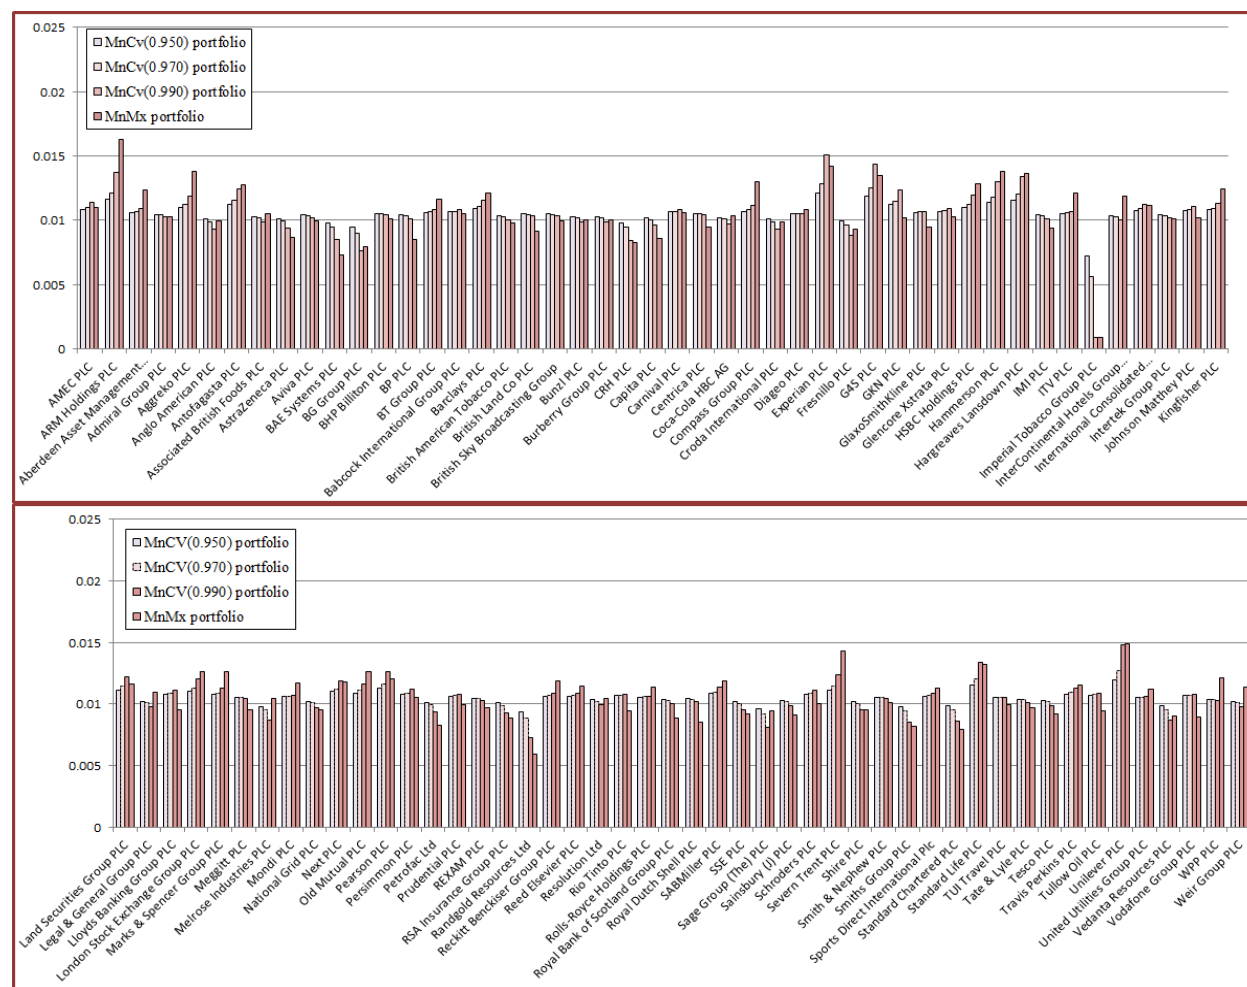 0.025
0.02
0.015
0.01
0.005
0
MnCv(0.950) portfolio
MnCv(0.970) portfolio
MnCv(0.990) portfolio
MnMx portfolio
AMEC PLC
ARM Holdings PLC
Aberdeen Asset Management...
Admiral Group PLC
Aggreko PLC
Anglo American PLC
Antofagasta PLC
Associated British Foods PLC
AstraZeneca PLC
Aviva PLC
BAE Systems PLC
BG Group PLC
BHP Billiton PLC
BP PLC
BT Group PLC
Babcock International Group PLC
Barclays PLC
British American Tobacco PLC
British Land Co PLC
British Sky Broadcasting Group
Bunzl PLC
Burberry Group PLC
CRH PLC
Capita PLC
Carnival PLC
Centrica PLC
Coca-Cola HBC AG
Compass Group PLC
Croda International PLC
Diageo PLC
Experian PLC
Fresnillo PLC
G4S PLC
GKN PLC
GlaxoSmithKline PLC
Glencore Xstrata PLC
HSBC Holdings PLC
Hammerson PLC
Hargreaves Lansdown PLC
IMI PLC
ITV PLC
Imperial Tobacco Group PLC
InterContinental Hotels Group...
International Consolidated...
Intertek Group PLC
Johnson Matthey PLC
Kingfisher PLC
0.025
0.02
0.015
0.01
0.005
0
MnCV(0.950) portfolio
MnCV(0.970) portfolio
MnCV(0.990) portfolio
MnMx portfolio
Land Securities Group PLC
Legal & General Group PLC
Lloyds Banking Group PLC
London Stock Exchange Group PLC
Marks & Spencer Group PLC
Meggitt PLC
Melrose Industries PLC
Mondi PLC
National Grid PLC
Next PLC
Old Mutual PLC
Pearson PLC
Persimmon PLC
Petrofac Ltd
Prudential PLC
REXAM PLC
RSA Insurance Group PLC
Randgold Resources Ltd
Reckitt Benckiser Group PLC
Reed Elsevier PLC
Resolution Ltd
Rio Tinto PLC
Rolls-Royce Holdings PLC
Royal Bank of Scotland Group PLC
Royal Dutch Shell PLC
SABMiller PLC
SSE PLC
Sage Group (The) PLC
Sainsbury (J) PLC
Schroders PLC
Severn Trent PLC
Shire PLC
Smith & Nephew PLC
Smiths Group PLC
Sports Direct International Plc
Standard Chartered PLC
Standard Life PLC
TUI Travel PLC
Tate & Lyle PLC
Tesco PLC
Travis Perkins PLC
Tullow Oil PLC
Unilever PLC
United Utilities Group PLC
Vedanta Resources PLC
Vodafone Group PLC
WPP PLC
Weir Group PLC